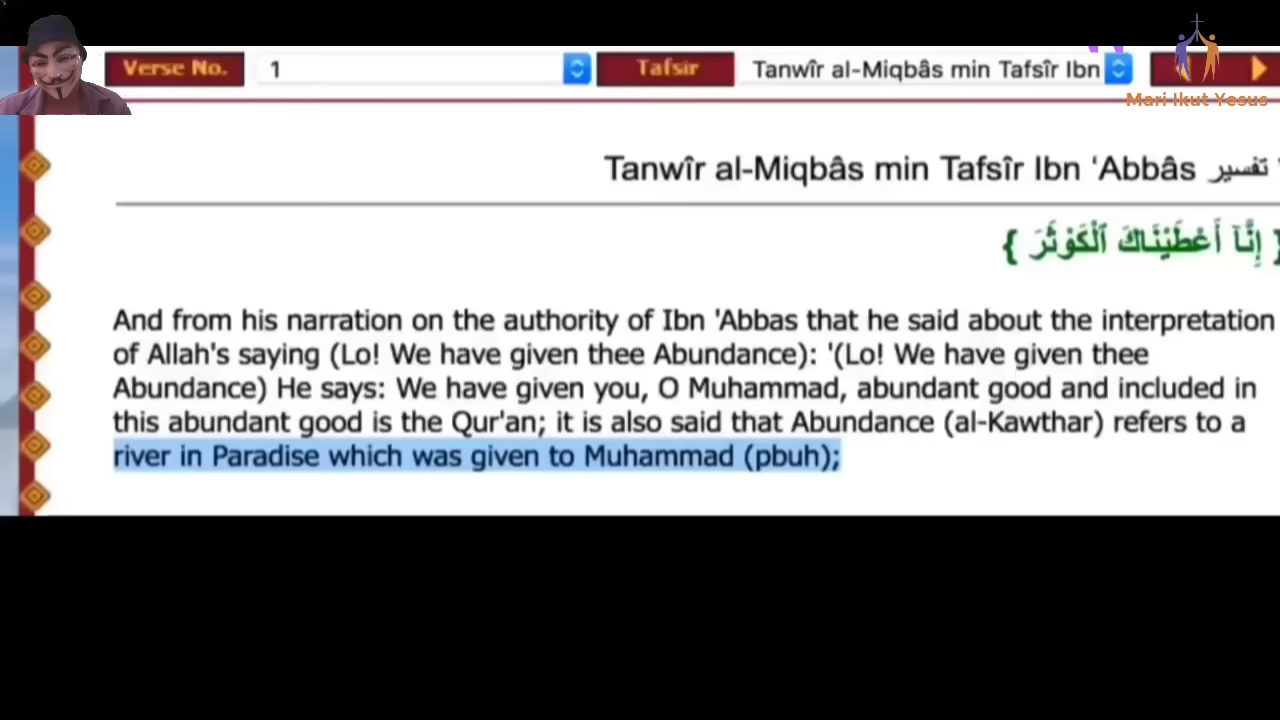 Verse No.
1
Tafsir
Tanwîr al-Miqbâs min Tafsîr Ibn
Mari Ikut Yesus
Tanwîr al-Miqbâs min Tafsîr Ibn 'Abbâs تفسير
إِنَّآ أَعْطَيْنَاكَ ٱلْكَوْثَرَ }
And from his narration on the authority of Ibn 'Abbas that he said about the interpretation
of Allah's saying (Lo! We have given thee Abundance): '(Lo! We have given thee
Abundance) He says: We have given you, O Muhammad, abundant good and included in
this abundant good is the Qur'an; it is also said that Abundance (al-Kawthar) refers to a
river in Paradise which was given to Muhammad (pbuh);